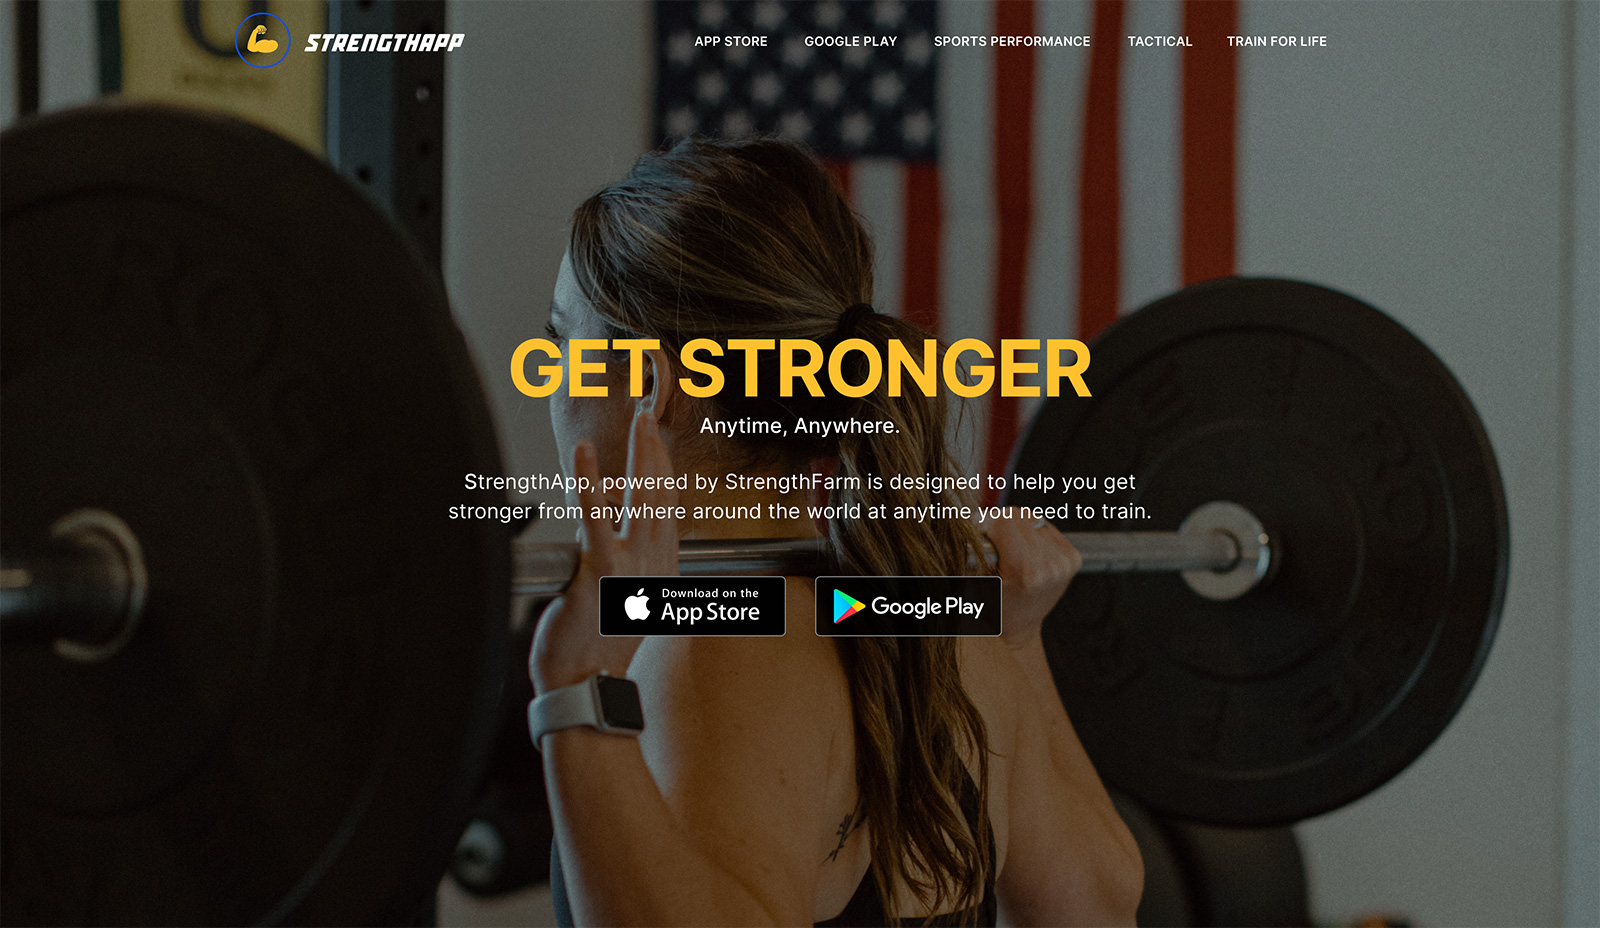 STRENGTHAPP
APP STORE
GOOGLE PLAY
SPORTS PERFORMANCE
TACTICAL
TRAIN FOR LIFE
GET STRONGER
Anytime, Anywhere.
StrengthApp, powered by StrengthFarm is designed to help you get
stronger from anywhere around the world at anytime you need to train.
Download on the
App Store
Google Play